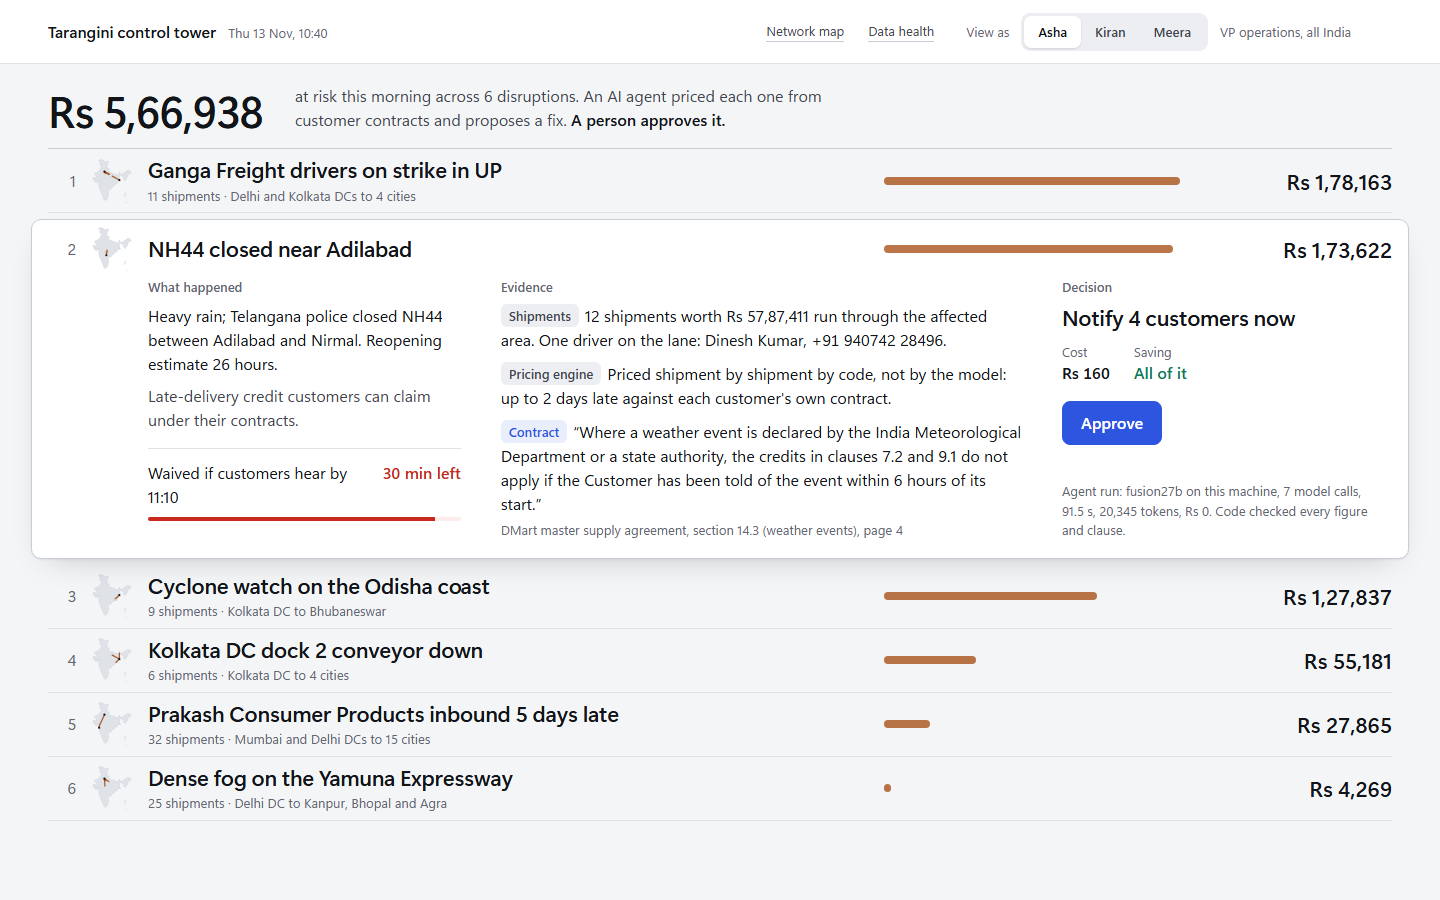 Tarangini control tower Thu 13 Nov, 10:40
Network map Data health View as Asha Kiran Meera VP operations, all India
Rs 5,66,938
at risk this morning across 6 disruptions. An AI agent priced each one from
customer contracts and proposes a fix. A person approves it.
1 Ganga Freight drivers on strike in UP Rs 1,78,163
11 shipments · Delhi and Kolkata DCs to 4 cities
2 NH44 closed near Adilabad Rs 1,73,622
What happened
Heavy rain; Telangana police closed NH44
between Adilabad and Nirmal. Reopening
estimate 26 hours.
Late-delivery credit customers can claim
under their contracts.
Waived if customers hear by 30 min left
11:10
Evidence
Shipments 12 shipments worth Rs 57,87,411 run through the affected
area. One driver on the lane: Dinesh Kumar, +91 940742 28496.
Pricing engine Priced shipment by shipment by code, not by the model:
up to 2 days late against each customer's own contract.
Contract “Where a weather event is declared by the India Meteorological
Department or a state authority, the credits in clauses 7.2 and 9.1 do not
apply if the Customer has been told of the event within 6 hours of its
start.”
DMart master supply agreement, section 14.3 (weather events), page 4
Decision
Notify 4 customers now
Cost Saving
Rs 160 All of it
Approve
Agent run: fusion27b on this machine, 7 model calls,
91.5 s, 20,345 tokens, Rs 0. Code checked every figure
and clause.
3 Cyclone watch on the Odisha coast Rs 1,27,837
9 shipments · Kolkata DC to Bhubaneswar
4 Kolkata DC dock 2 conveyor down Rs 55,181
6 shipments · Kolkata DC to 4 cities
5 Prakash Consumer Products inbound 5 days late Rs 27,865
32 shipments · Mumbai and Delhi DCs to 15 cities
6 Dense fog on the Yamuna Expressway Rs 4,269
25 shipments · Delhi DC to Kanpur, Bhopal and Agra